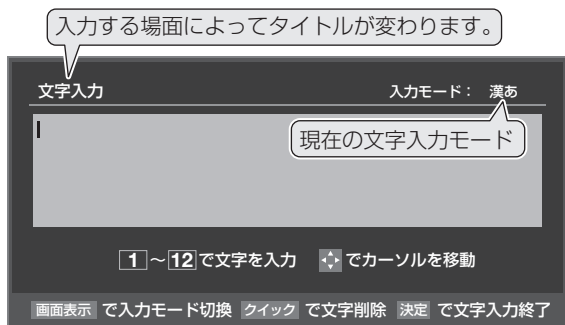 入力する場面によってタイトルが変わります。
文字入力
入力モード： 漢あ
現在の文字入力モード
1～12で文字を入力 でカーソルを移動
画面表示 で入力モード切換 クイック で文字削除 決定 で文字入力終了